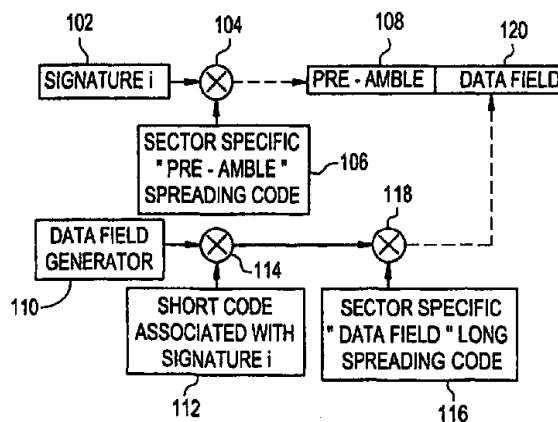 102
104
108
120
SIGNATURE i
PRE - AMBLE
DATA FIELD
SECTOR SPECIFIC
" PRE - AMBLE "
SPREADING CODE
106
118
DATA FIELD
GENERATOR
114
110
SHORT CODE
ASSOCIATED WITH
SIGNATURE i
112
SECTOR SPECIFIC
" DATA FIELD " LONG
SPREADING CODE
116